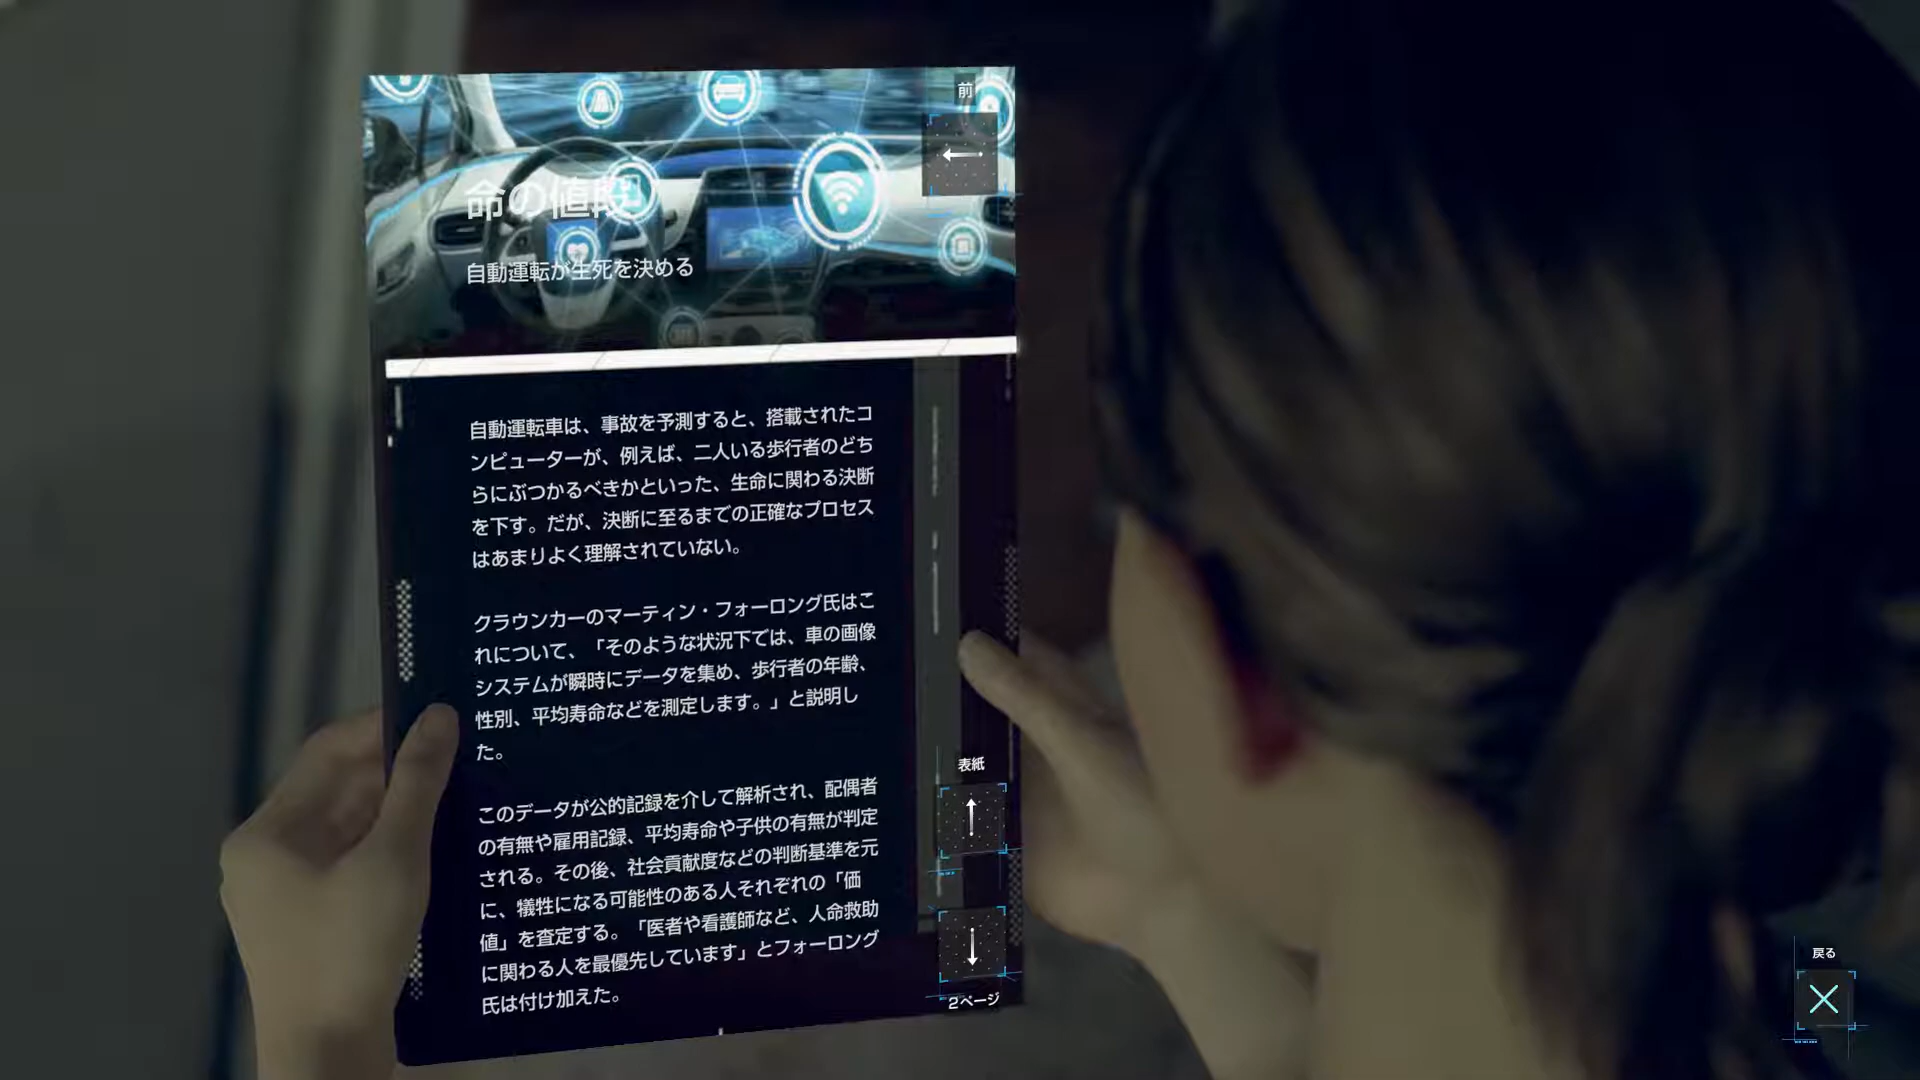 前
命の値段
自動運転が生死を決める
自動運転車は、事故を予測すると、搭載されたコ
ンピューターが、例えば、二人いる歩行者のどち
らにぶつかるべきかといった、生命に関わる決断
を下す。だが、決断に至るまでの正確なプロセス
はあまりよく理解されていない。
クラウンカーのマーティン・フォーロング氏はこ
れについて、「そのような状況下では、車の画像
システムが瞬時にデータを集め、歩行者の年齢、
性別、平均寿命などを測定します。」と説明し
た。
このデータが公的記録を介して解析され、配偶者
の有無や雇用記録、平均寿命や子供の有無が判定
される。その後、社会貢献度などの判断基準を元
に、犠牲になる可能性のある人それぞれの「価
値」を査定する。「医者や看護師など、人命救助
に関わる人を最優先しています」とフォーロング
氏は付け加えた。
表紙
2ページ
戻る